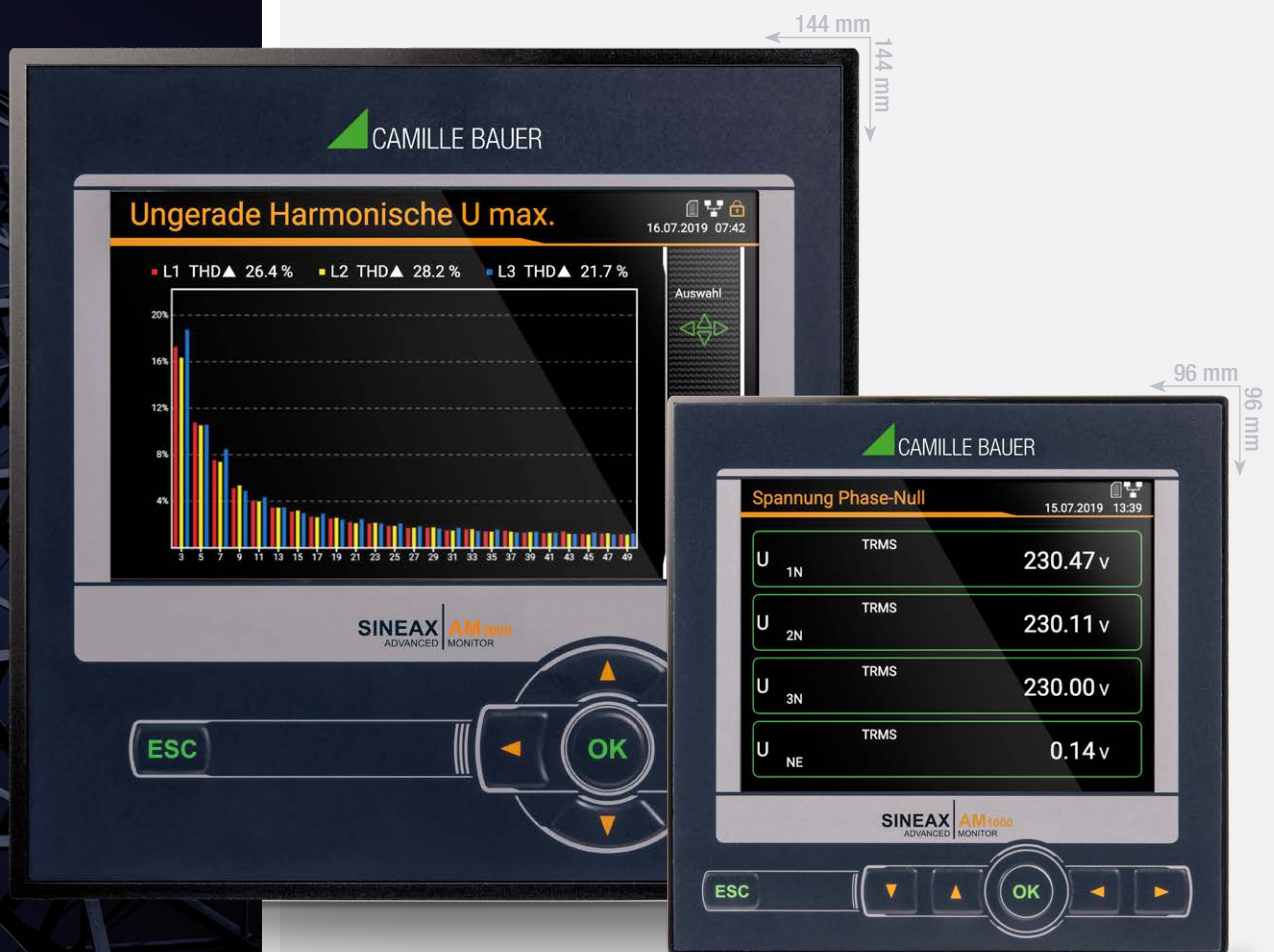 144 mm
144 mm
CAMILLE BAUER
Ungerade Harmonische U max.
16.07.2019 07:42
L1 THD▲ 26.4 % L2 THD▲ 28.2 % L3 THD▲ 21.7 %
Auswahl
20%
16%
12%
8%
4%
3 5 7 9 11 13 15 17 19 21 23 25 27 29 31 33 35 37 39 41 43 45 47 49
SINEAX AM3000
ADVANCED MONITOR
ESC
OK
96 mm
96 mm
CAMILLE BAUER
Spannung Phase-Null
15.07.2019 13:39
U 1N TRMS 230.47 V
U 2N TRMS 230.11 V
U 3N TRMS 230.00 V
U NE TRMS 0.14 V
SINEAX AM1000
ADVANCED MONITOR
ESC
OK